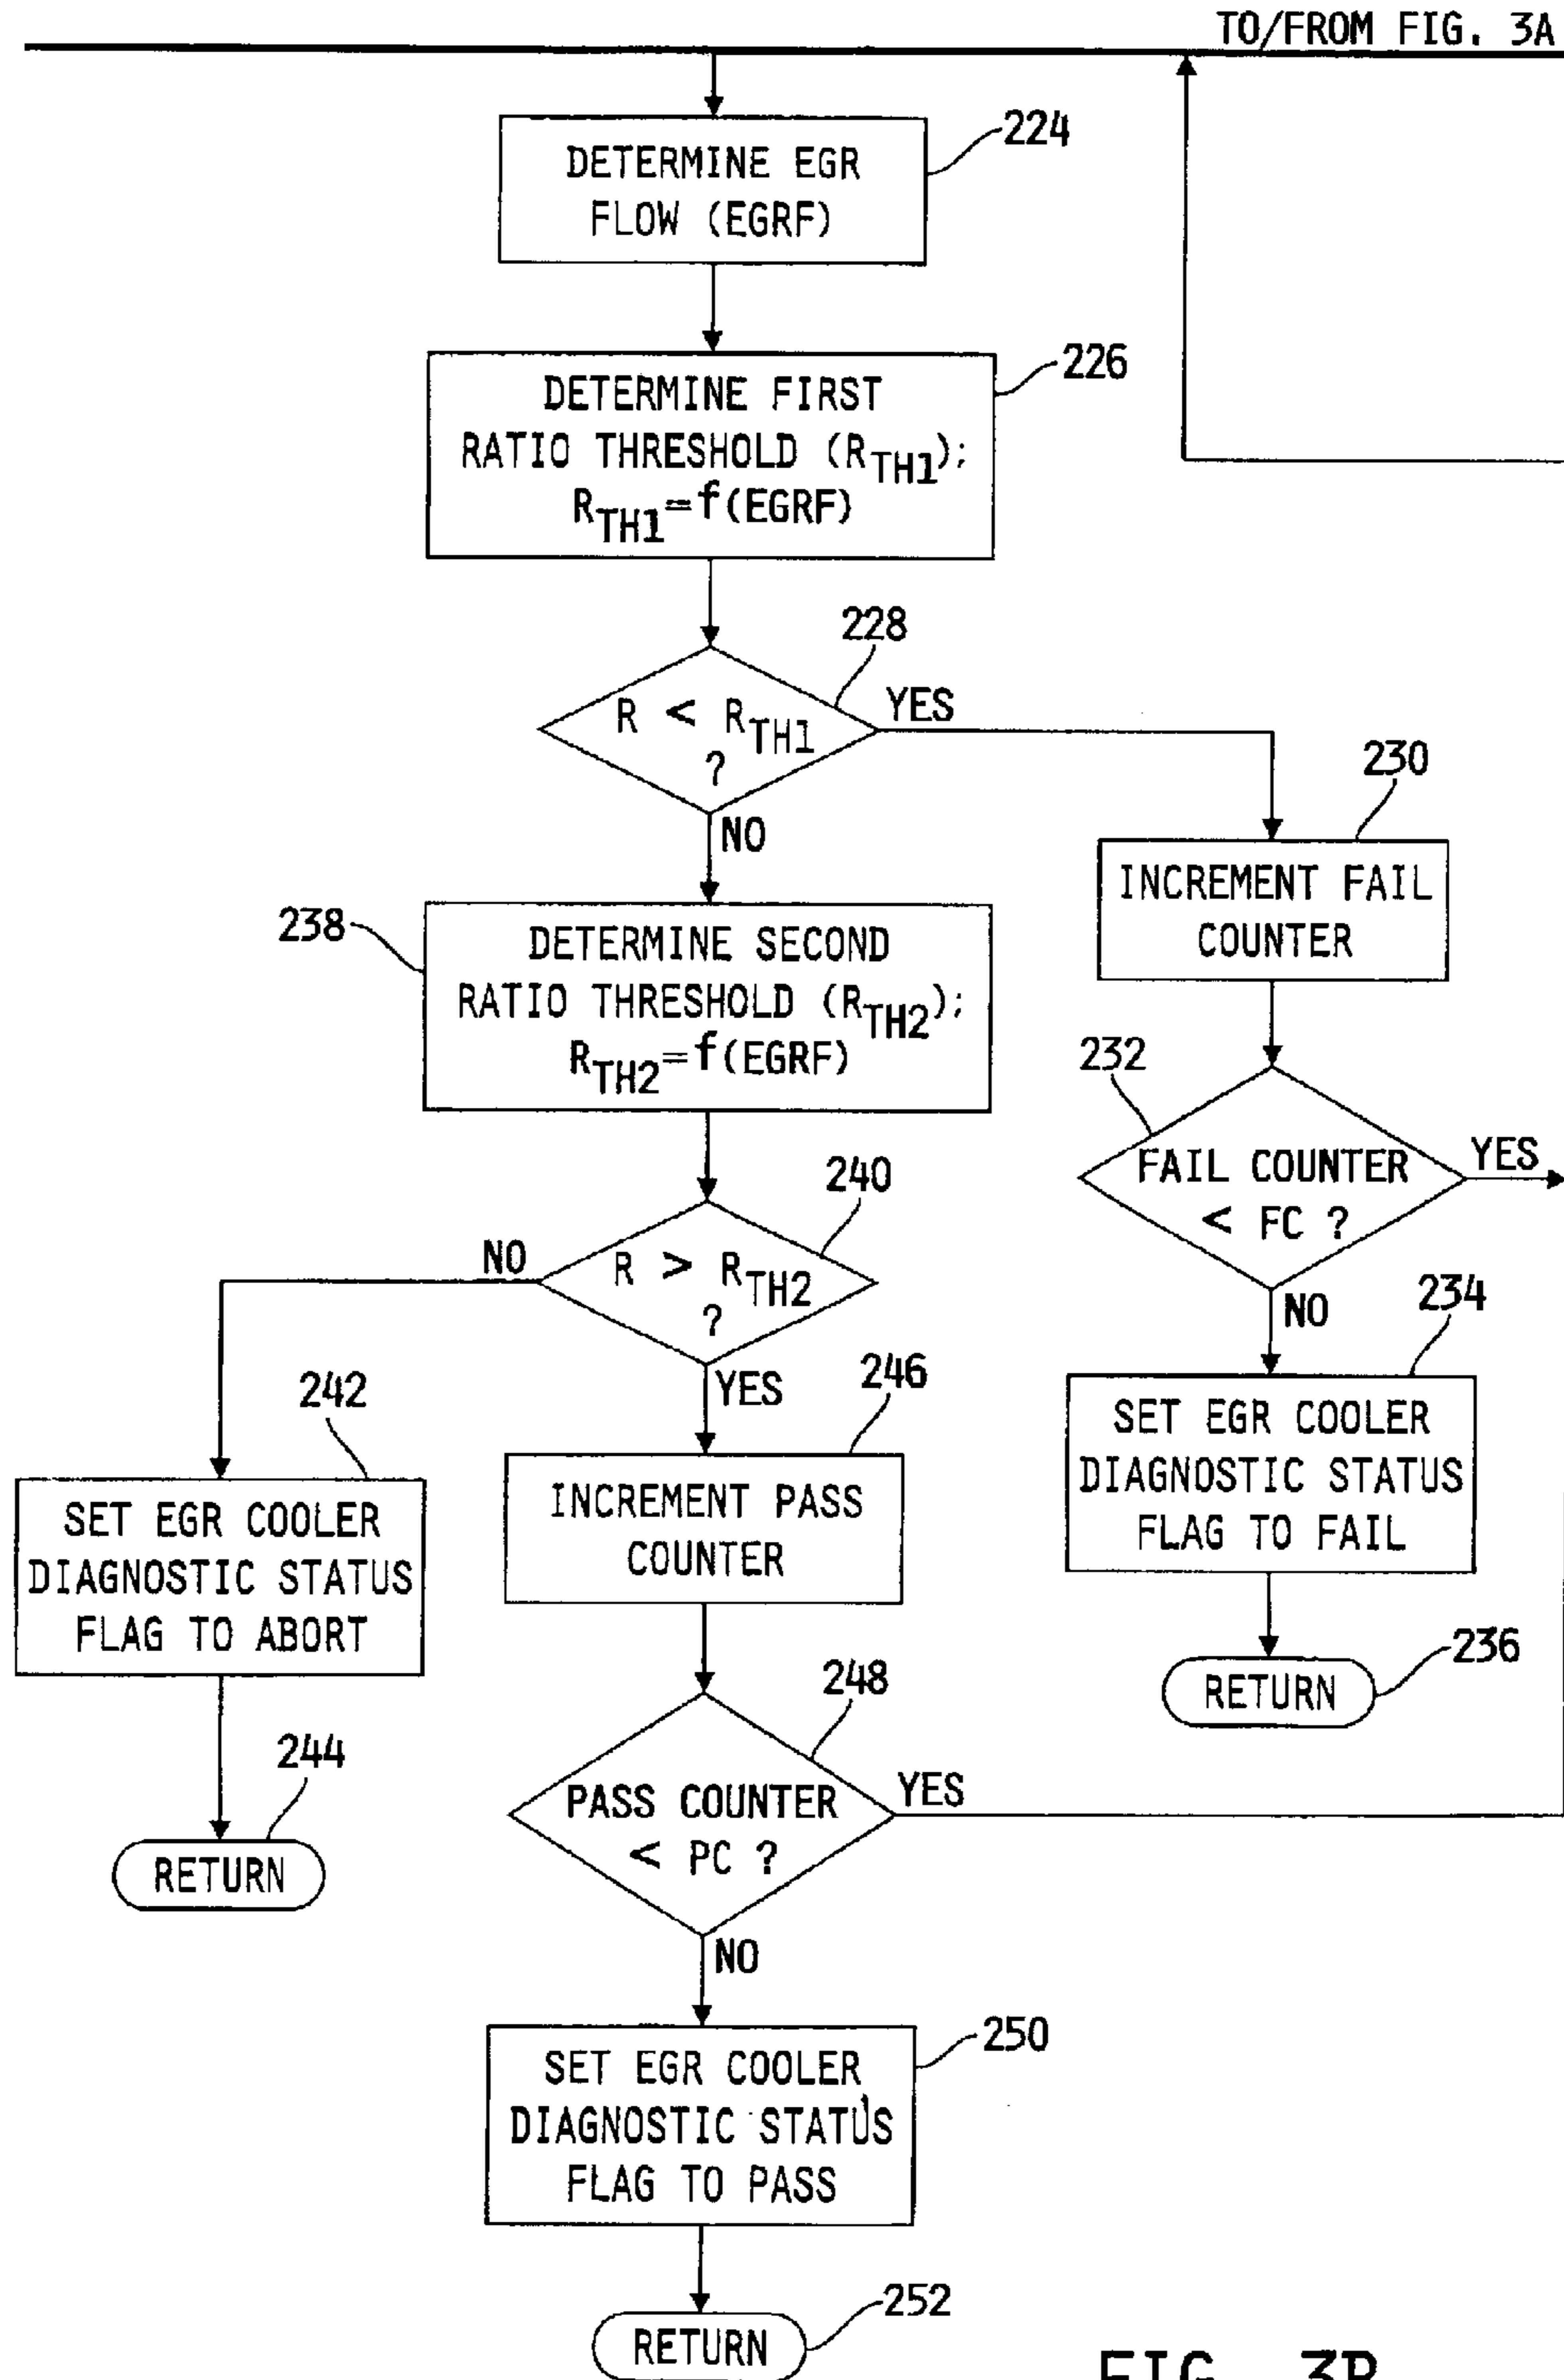 TO/FROM FIG. 3A
224
DETERMINE EGR
FLOW (EGRF)
226
DETERMINE FIRST
RATIO THRESHOLD (RTH1);
RTH1=f(EGRF)
228
R < RTH1
?
YES
NO
230
INCREMENT FAIL
COUNTER
238
DETERMINE SECOND
RATIO THRESHOLD (RTH2);
RTH2=f(EGRF)
232
FAIL COUNTER
< FC ?
YES
NO
240
R > RTH2
?
NO
YES
234
SET EGR COOLER
DIAGNOSTIC STATUS
FLAG TO FAIL
236
RETURN
242
SET EGR COOLER
DIAGNOSTIC STATUS
FLAG TO ABORT
244
RETURN
246
INCREMENT PASS
COUNTER
248
PASS COUNTER
< PC ?
YES
NO
250
SET EGR COOLER
DIAGNOSTIC STATUS
FLAG TO PASS
252
RETURN
FIG. 3B